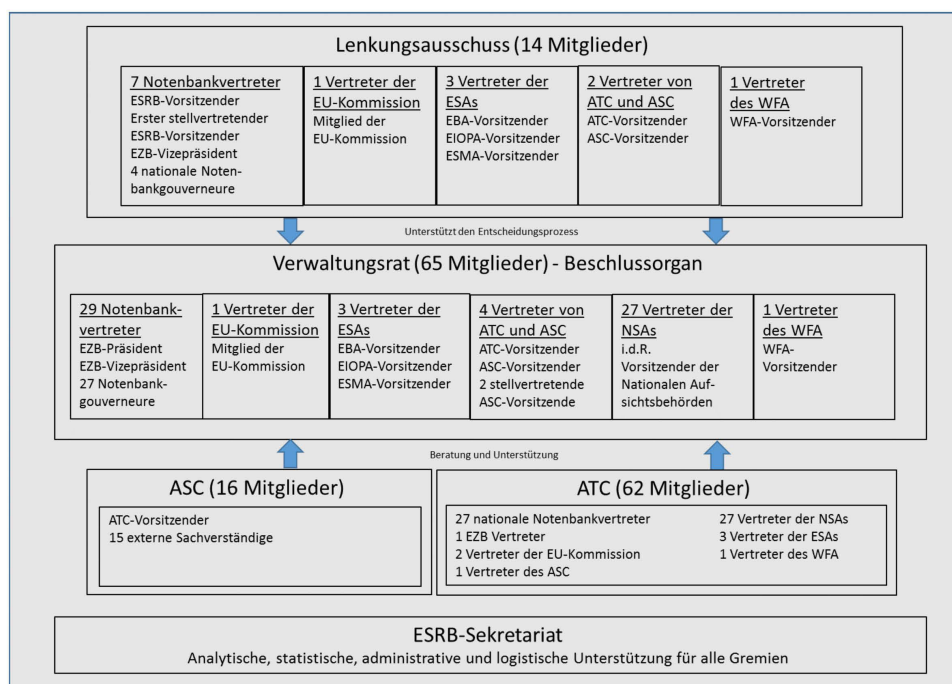 Lenkungsausschuss (14 Mitglieder)
7 Notenbankvertreter
ESRB-Vorsitzender
Erster stellvertretender
ESRB-Vorsitzender
EZB-Vizepräsident
4 nationale Noten-
bankgouverneure
1 Vertreter der
EU-Kommission
Mitglied der
EU-Kommission
3 Vertreter der
ESAs
EBA-Vorsitzender
EIOPA-Vorsitzender
ESMA-Vorsitzender
2 Vertreter von
ATC und ASC
ATC-Vorsitzender
ASC-Vorsitzender
1 Vertreter
des WFA
WFA-Vorsitzender
Unterstützt den Entscheidungsprozess
Verwaltungsrat (65 Mitglieder) - Beschlussorgan
29 Notenbank-
vertreter
EZB-Präsident
EZB-Vizepräsident
27 Notenbank-
gouverneure
1 Vertreter der
EU-Kommission
Mitglied der
EU-Kommission
3 Vertreter der
ESAs
EBA-Vorsitzender
EIOPA-Vorsitzender
ESMA-Vorsitzender
4 Vertreter von
ATC und ASC
ATC-Vorsitzender
ASC-Vorsitzender
2 stellvertretende
ASC-Vorsitzende
27 Vertreter der
NSAs
i.d.R.
Vorsitzender der
Nationalen Auf-
sichtsbehörden
1 Vertreter
des WFA
WFA-
Vorsitzender
Beratung und Unterstützung
ASC (16 Mitglieder)
ATC-Vorsitzender
15 externe Sachverständige
ATC (62 Mitglieder)
27 nationale Notenbankvertreter
1 EZB Vertreter
2 Vertreter der EU-Kommission
1 Vertreter des ASC
27 Vertreter der NSAs
3 Vertreter der ESAs
1 Vertreter des WFA
ESRB-Sekretariat
Analytische, statistische, administrative und logistische Unterstützung für alle Gremien